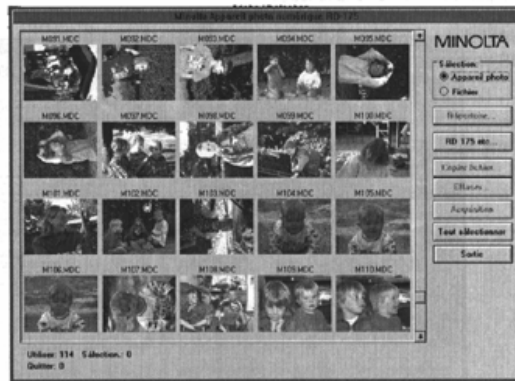 Minolta Appareil photo numérique RD-175
M091.MDC M092.MDC M093.MDC M094.MDC M095.MDC
M096.MDC M097.MDC M098.MDC M099.MDC M100.MDC
M101.MDC M102.MDC M103.MDC M104.MDC M105.MDC
M106.MDC M107.MDC M108.MDC M109.MDC M110.MDC
MINOLTA
Sélection:
Appareil photo
Fichier
Répertoire...
RD 175 etc...
Copier fichier...
Effacer...
Acquisition
Tout sélectionner
Sortie
Utiliser: 114 Sélection.: 0
Quitter: 0